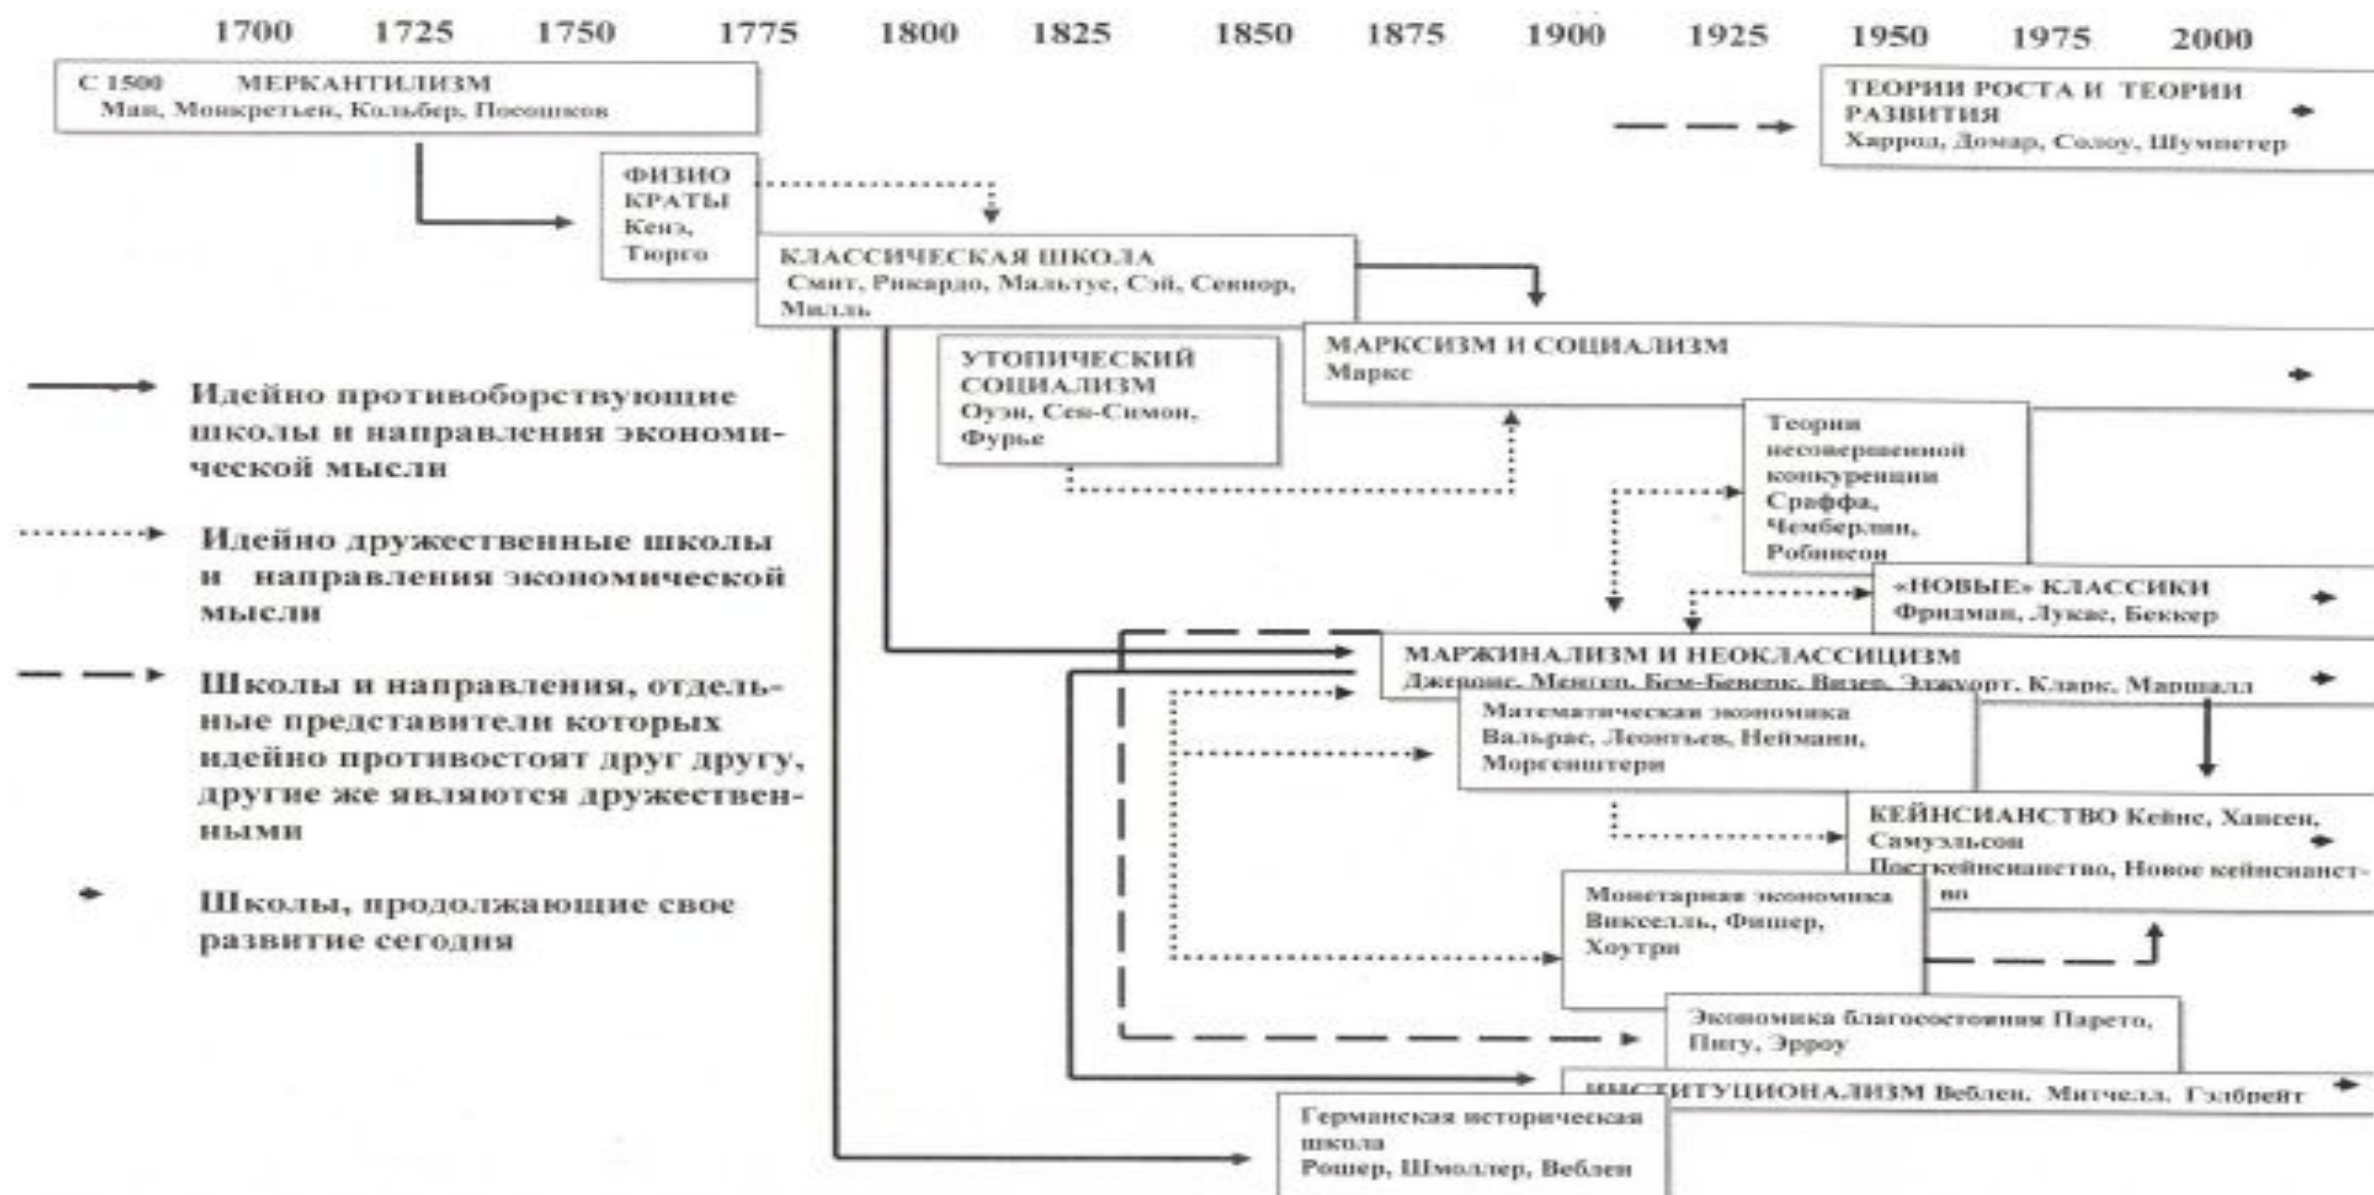 1700 1725 1750 1775 1800 1825 1850 1875 1900 1925 1950 1975 2000
С 1500 МЕРКАНТИЛИЗМ
Ман, Монкретьен, Кольбер, Посошков
ТЕОРИИ РОСТА И ТЕОРИИ
РАЗВИТИЯ
Харрод, Домар, Солоу, Шумпетер
ФИЗИО
КРАТЫ
Кенэ,
Тюрго
КЛАССИЧЕСКАЯ ШКОЛА
Смит, Рикардо, Мальтус, Сэй, Сениор,
Милль
УТОПИЧЕСКИЙ
СОЦИАЛИЗМ
Оуэн, Сен-Симон,
Фурье
МАРКСИЗМ И СОЦИАЛИЗМ
Маркс
Идейно противоборствующие
школы и направления экономи-
ческой мысли
Идейно дружественные школы
и направления экономической
мысли
Школы и направления, отдель-
ные представители которых
идейно противостоят друг другу,
другие же являются дружествен-
ными
Школы, продолжающие свое
развитие сегодня
Теории
несовершенной
конкуренции
Сраффа,
Чемберлин,
Робинсон
«НОВЫЕ» КЛАССИКИ
Фридман, Лукас, Беккер
МАРЖИНАЛИЗМ И НЕОКЛАССИЦИЗМ
Джевонс, Менгер, Бем-Баверк, Визер, Эджуорт, Кларк, Маршалл
Математическая экономика
Вальрас, Леонтьев, Нейманн,
Моргенштерн
КЕЙНСИАНСТВО Кейнс, Хансен,
Самуэльсон
Посткейнсианство, Новое кейнсианст-
во
Монетарная экономика
Викселль, Фишер,
Хоутри
Экономика благосостояния Парето,
Пигу, Эрроу
ИНСТИТУЦИОНАЛИЗМ Веблен, Митчелл, Гэлбрейт
Германская историческая
школа
Рошер, Шмоллер, Веблен